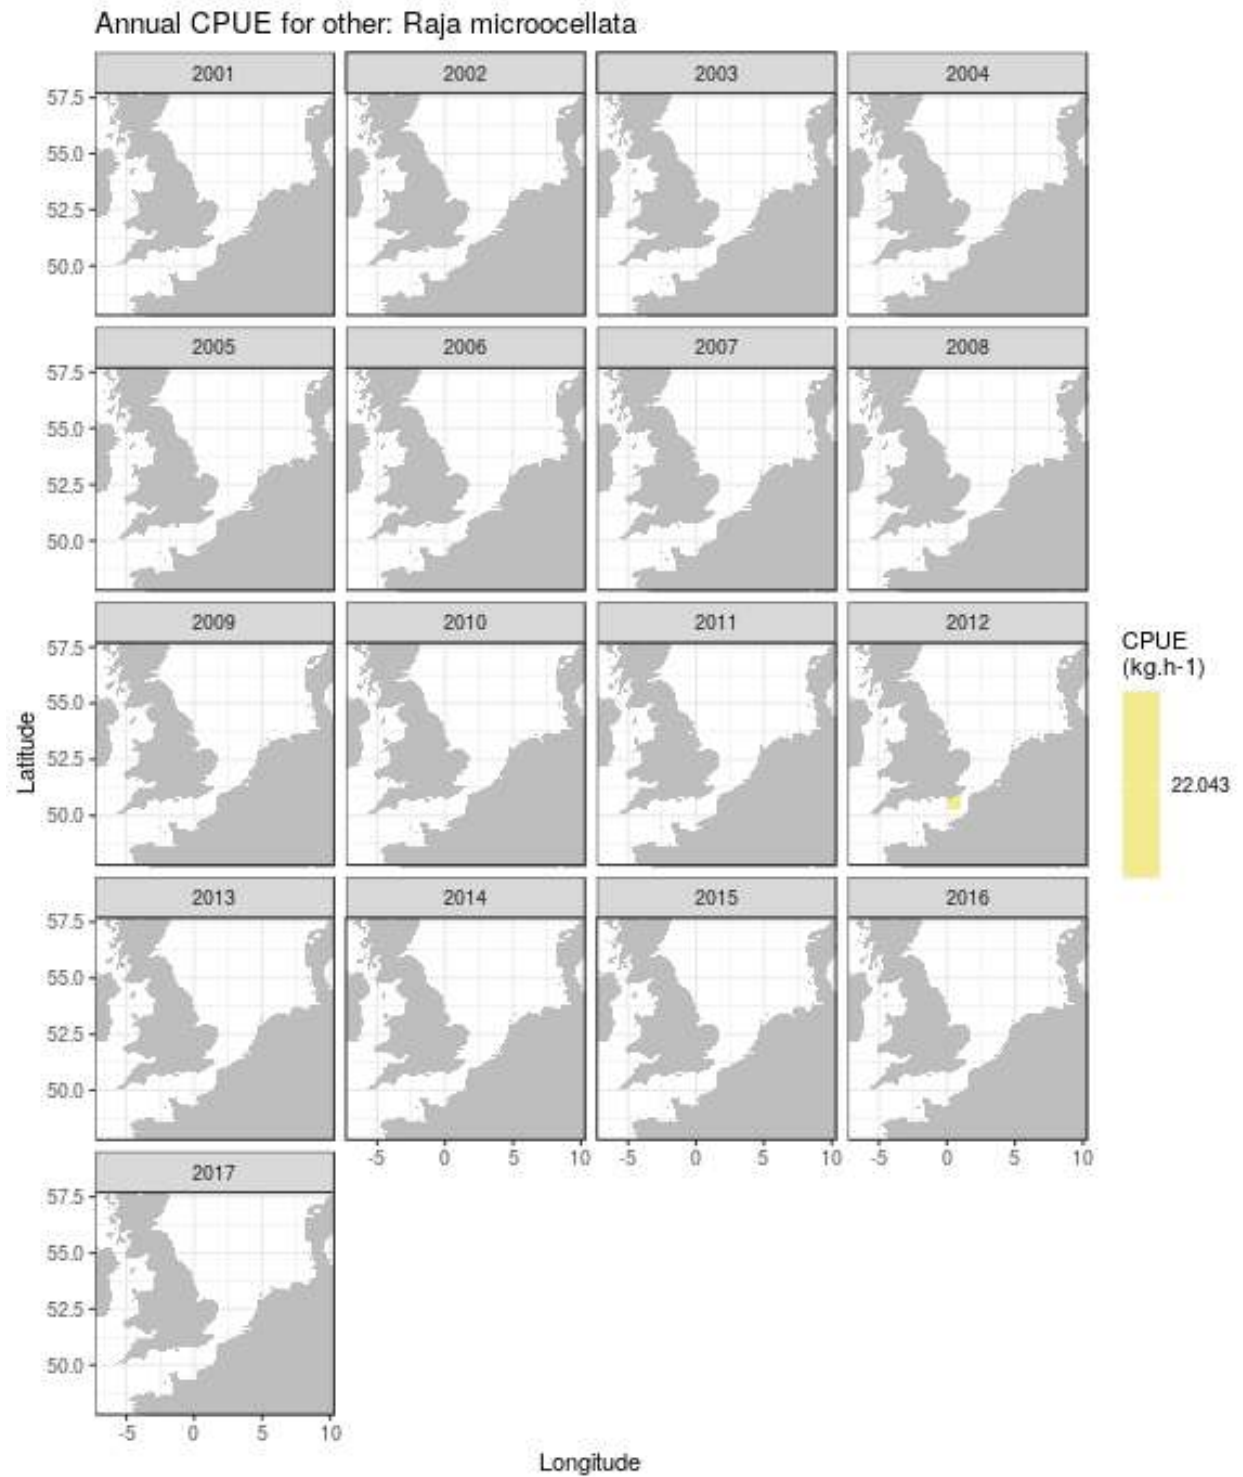 Annual CPUE for other: Raja microocellata
2001 2002 2003 2004
57.5
55.0
52.5
50.0
2005 2006 2007 2008
57.5
55.0
52.5
50.0
2009 2010 2011 2012
57.5
55.0
52.5
50.0
Latitude
CPUE
(kg.h-1)
22.043
2013 2014 2015 2016
57.5
55.0
52.5
50.0
-5 0 5 10 -5 0 5 10 -5 0 5 10
2017
57.5
55.0
52.5
50.0
-5 0 5 10
Longitude